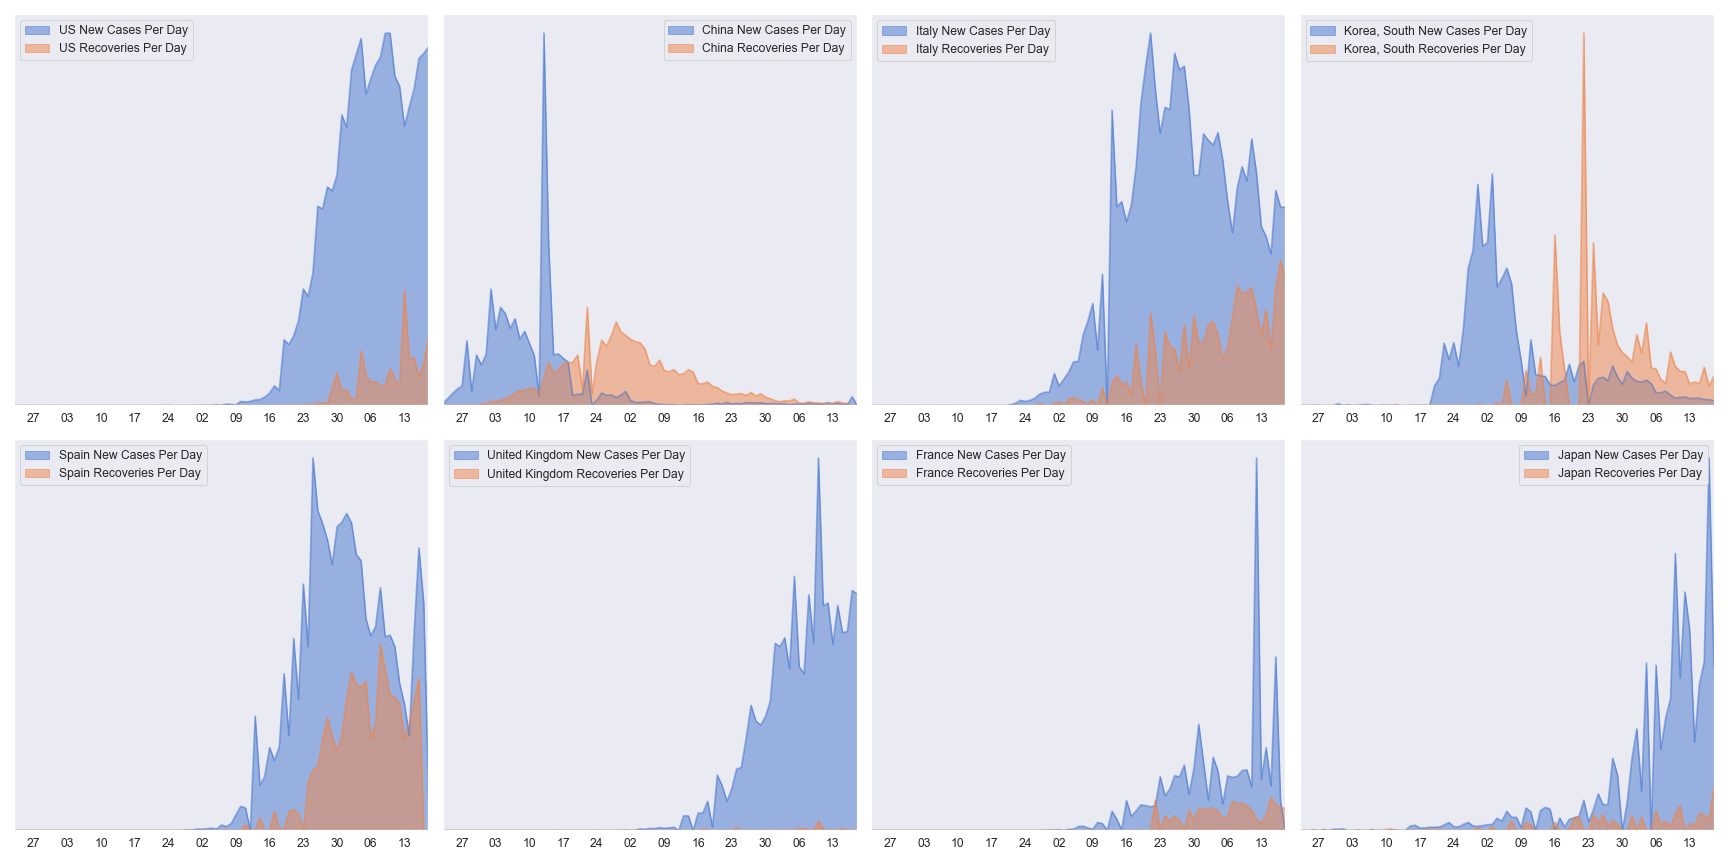 US New Cases Per Day
US Recoveries Per Day
China New Cases Per Day
China Recoveries Per Day
Italy New Cases Per Day
Italy Recoveries Per Day
Korea, South New Cases Per Day
Korea, South Recoveries Per Day
27 03 10 17 24 02 09 16 23 30 06 13
27 03 10 17 24 02 09 16 23 30 06 13
27 03 10 17 24 02 09 16 23 30 06 13
27 03 10 17 24 02 09 16 23 30 06 13
Spain New Cases Per Day
Spain Recoveries Per Day
United Kingdom New Cases Per Day
United Kingdom Recoveries Per Day
France New Cases Per Day
France Recoveries Per Day
Japan New Cases Per Day
Japan Recoveries Per Day
27 03 10 17 24 02 09 16 23 30 06 13
27 03 10 17 24 02 09 16 23 30 06 13
27 03 10 17 24 02 09 16 23 30 06 13
27 03 10 17 24 02 09 16 23 30 06 13